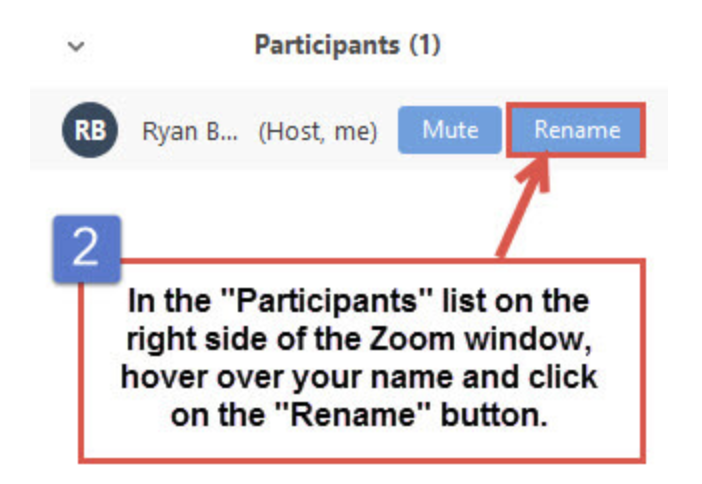 Participants (1)
RB Ryan B... (Host, me) Mute Rename
2
In the "Participants" list on the
right side of the Zoom window,
hover over your name and click
on the "Rename" button.